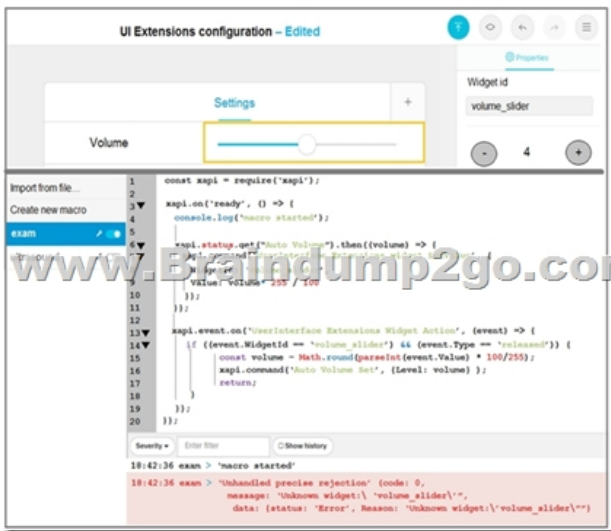 UI Extensions configuration – Edited
Properties
Settings
+
Widget id
volume_slider
Volume
- 4 +
Import from file...
Create new macro
exam
1 const xapi = require('xapi');
2
3 xapi.on('ready', () => {
4 console.log('macro started');
5
6 xapi.status.get("Auto Volume").then((volume) => {
www.Braindump2go.com
9 Value: volume* 255 / 100
10 });
11 });
12
13 xapi.event.on('UserInterface Extensions Widget Action', (event) => {
14 if ((event.WidgetId == 'volume_slider') && (event.Type == 'released')) {
15 const volume = Math.round(parseInt(event.Value) * 100/255);
16 xapi.command('Auto Volume Set', {Level: volume} );
17 return;
18 }
19 });
20 });
Severity Enter filter Show history
18:42:36 exam > 'macro started'
18:42:36 exam > 'Unhandled precise rejection' (code: 0,
message: 'Unknown widget:\ 'volume_slider\'",
data: {status: 'Error', Reason: 'Unknown widget:\'volume_slider\'"")